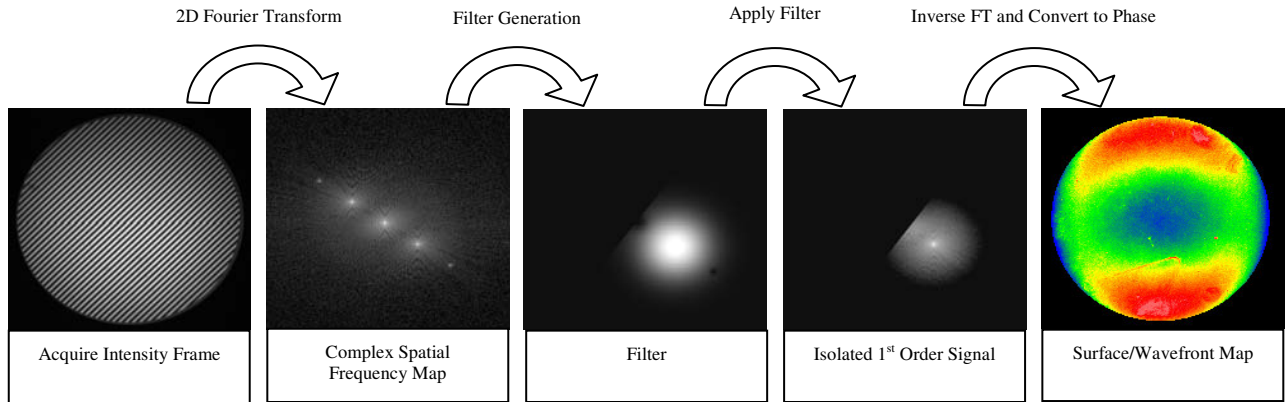 2D Fourier Transform
Filter Generation
Apply Filter
Inverse FT and Convert to Phase
Acquire Intensity Frame
Complex Spatial
Frequency Map
Filter
Isolated 1st Order Signal
Surface/Wavefront Map